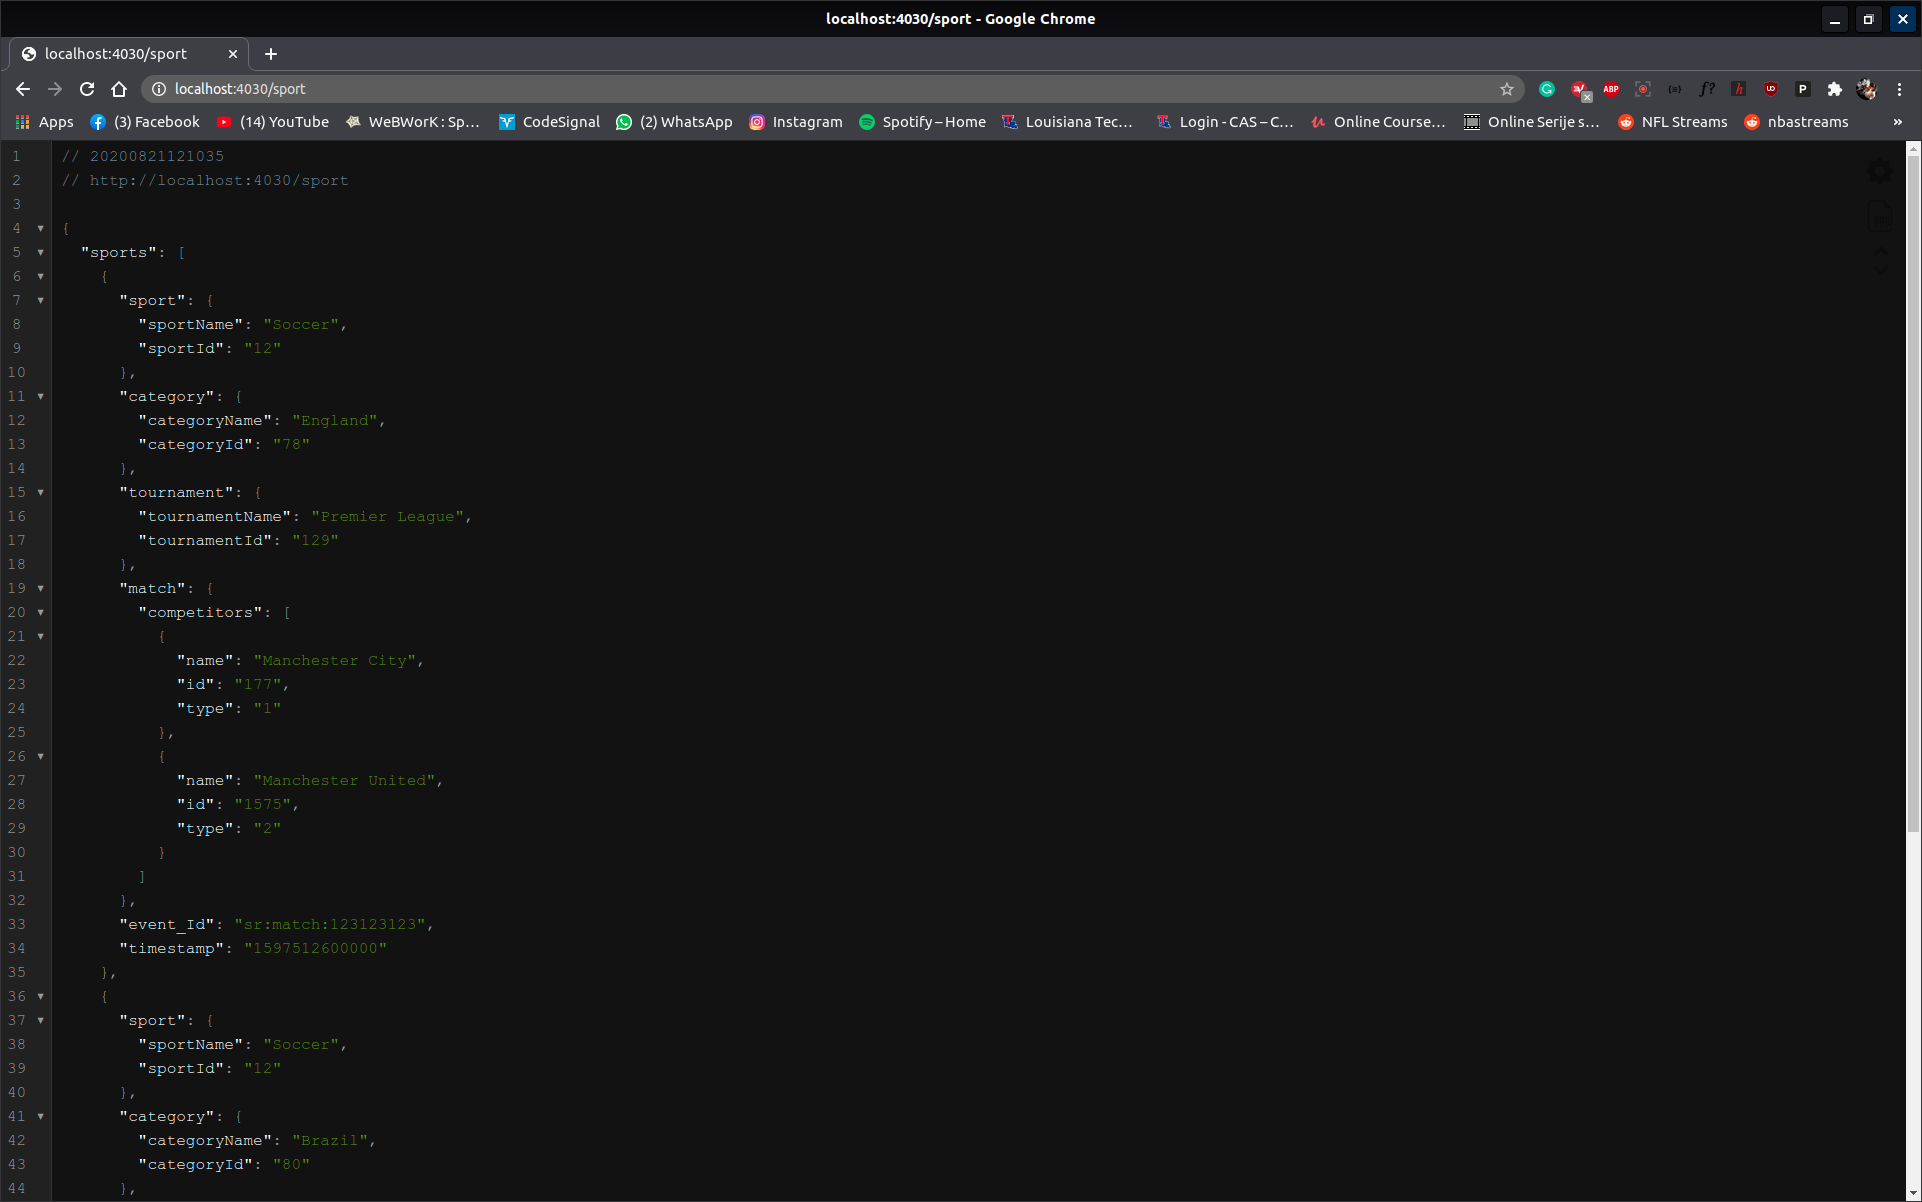 localhost:4030/sport - Google Chrome
localhost:4030/sport
localhost:4030/sport
ABP f? h UD P
Apps (3) Facebook (14) YouTube WeBWorK : Sp... CodeSignal (2) WhatsApp Instagram Spotify – Home Louisiana Tec... Login - CAS – C... Online Course... Online Serije s... NFL Streams nbastreams »
1 // 20200821121035
2 // http://localhost:4030/sport
3
4 {
5 "sports": [
6 {
7 "sport": {
8 "sportName": "Soccer",
9 "sportId": "12"
10 },
11 "category": {
12 "categoryName": "England",
13 "categoryId": "78"
14 },
15 "tournament": {
16 "tournamentName": "Premier League",
17 "tournamentId": "129"
18 },
19 "match": {
20 "competitors": [
21 {
22 "name": "Manchester City",
23 "id": "177",
24 "type": "1"
25 },
26 {
27 "name": "Manchester United",
28 "id": "1575",
29 "type": "2"
30 }
31 ]
32 },
33 "event_Id": "sr:match:123123123",
34 "timestamp": "1597512600000"
35 },
36 {
37 "sport": {
38 "sportName": "Soccer",
39 "sportId": "12"
40 },
41 "category": {
42 "categoryName": "Brazil",
43 "categoryId": "80"
44 },